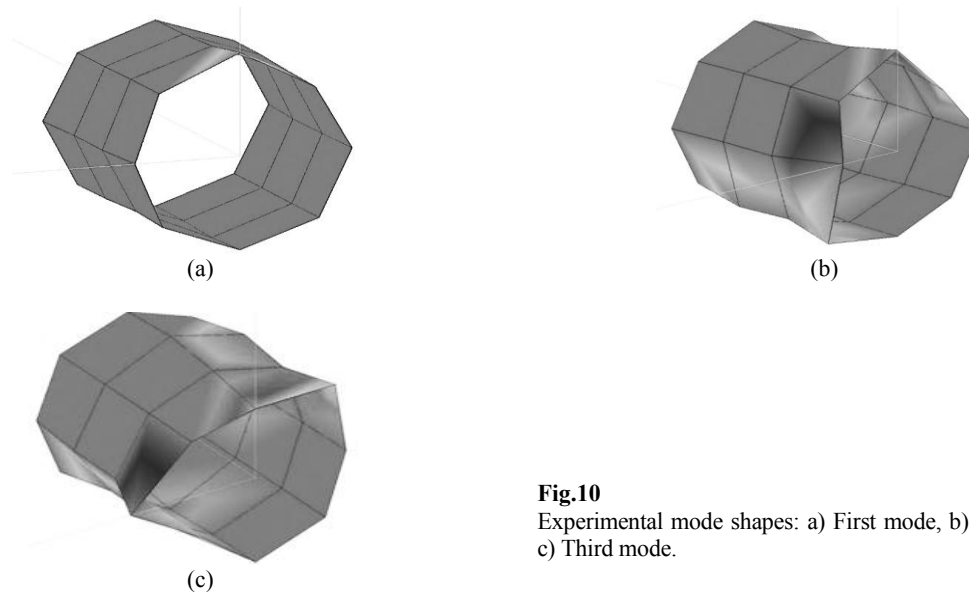 (a)
(b)
(c)
Fig.10
Experimental mode shapes: a) First mode, b)
c) Third mode.